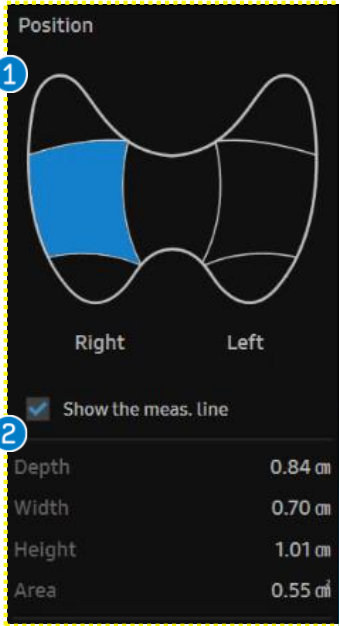 Position
1
Right Left
Show the meas. line
2
Depth 0.84 ㎝
Width 0.70 ㎝
Height 1.01 ㎝
Area 0.55 ㎠